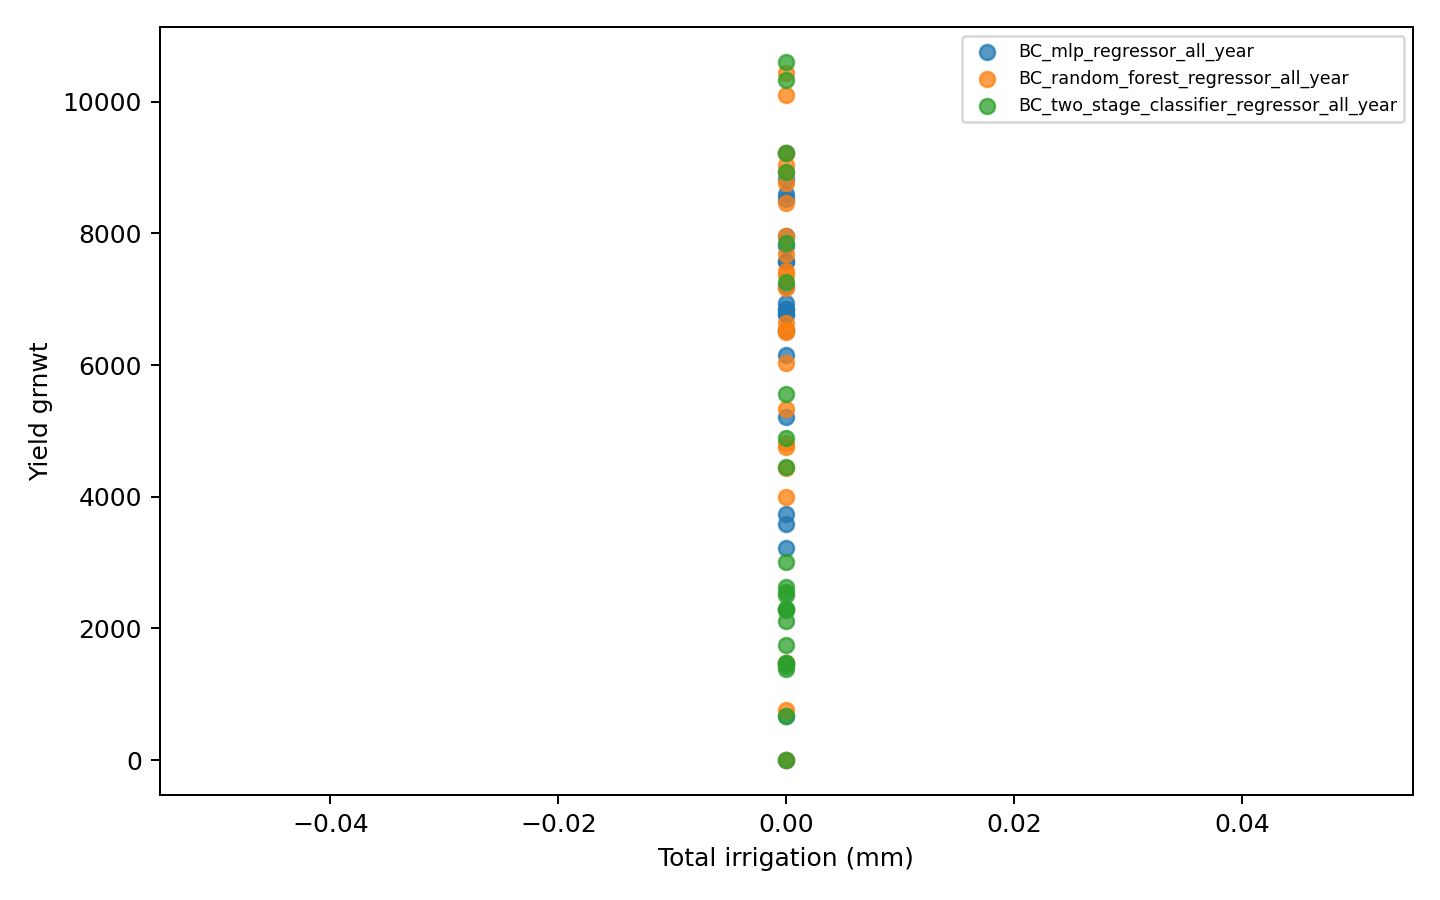 BC_mlp_regressor_all_year
BC_random_forest_regressor_all_year
BC_two_stage_classifier_regressor_all_year
Yield grnwt
10000
8000
6000
4000
2000
0
−0.04 −0.02 0.00 0.02 0.04
Total irrigation (mm)